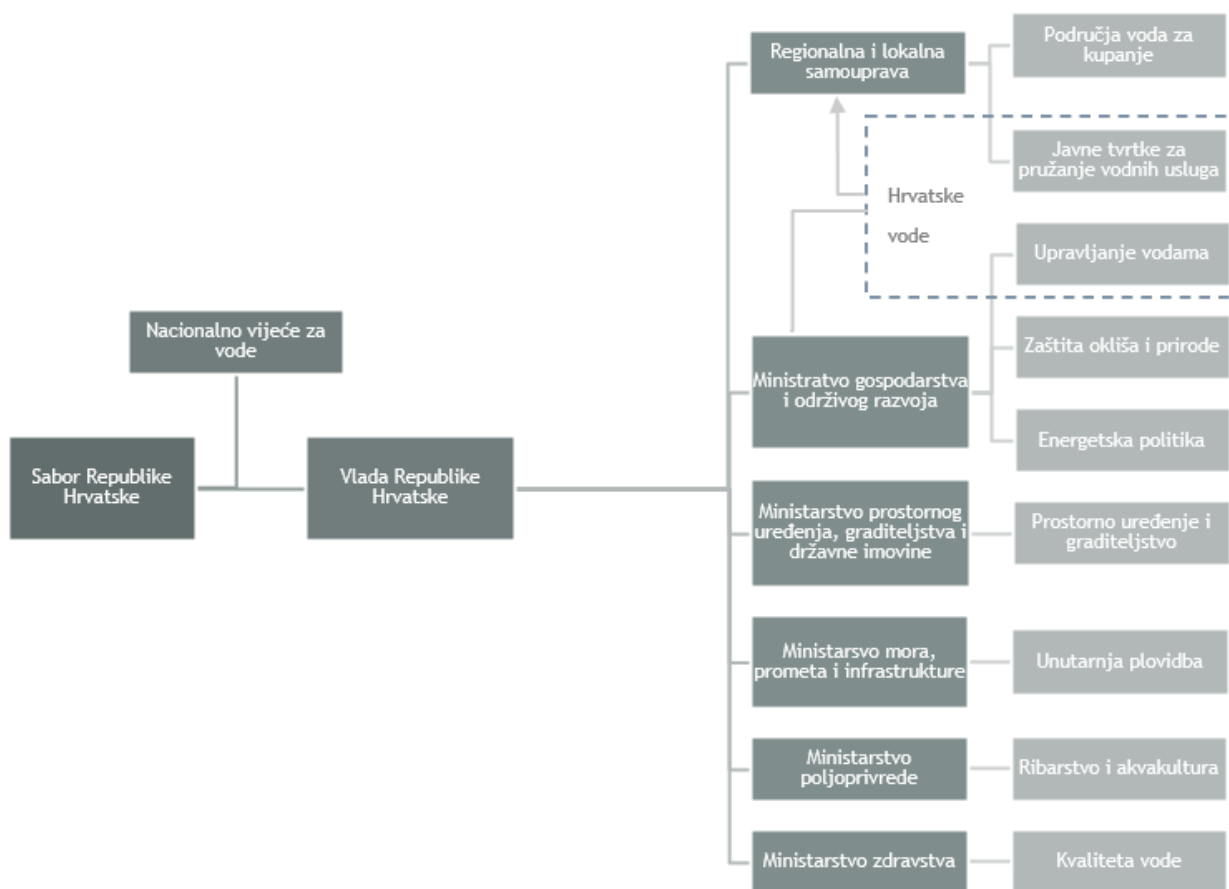 Područja voda za
kupanje
Regionalna i lokalna
samouprava
Javne tvrtke za
pružanje vodnih usluga
Hrvatske
vode
Upravljanje vodama
Nacionalno vijeće za
vode
Zaštita okliša i prirode
Ministratvo gospodarstva
i održivog razvoja
Energetska politika
Sabor Republike
Hrvatske
Vlada Republike
Hrvatske
Ministarstvo prostornog
uređenja, graditeljstva i
državne imovine
Prostorno uređenje i
graditeljstvo
Ministarsvo mora,
prometa i infrastrukture
Unutarnja plovidba
Ministarstvo
poljoprivrede
Ribarstvo i akvakultura
Ministarstvo zdravstva
Kvaliteta vode